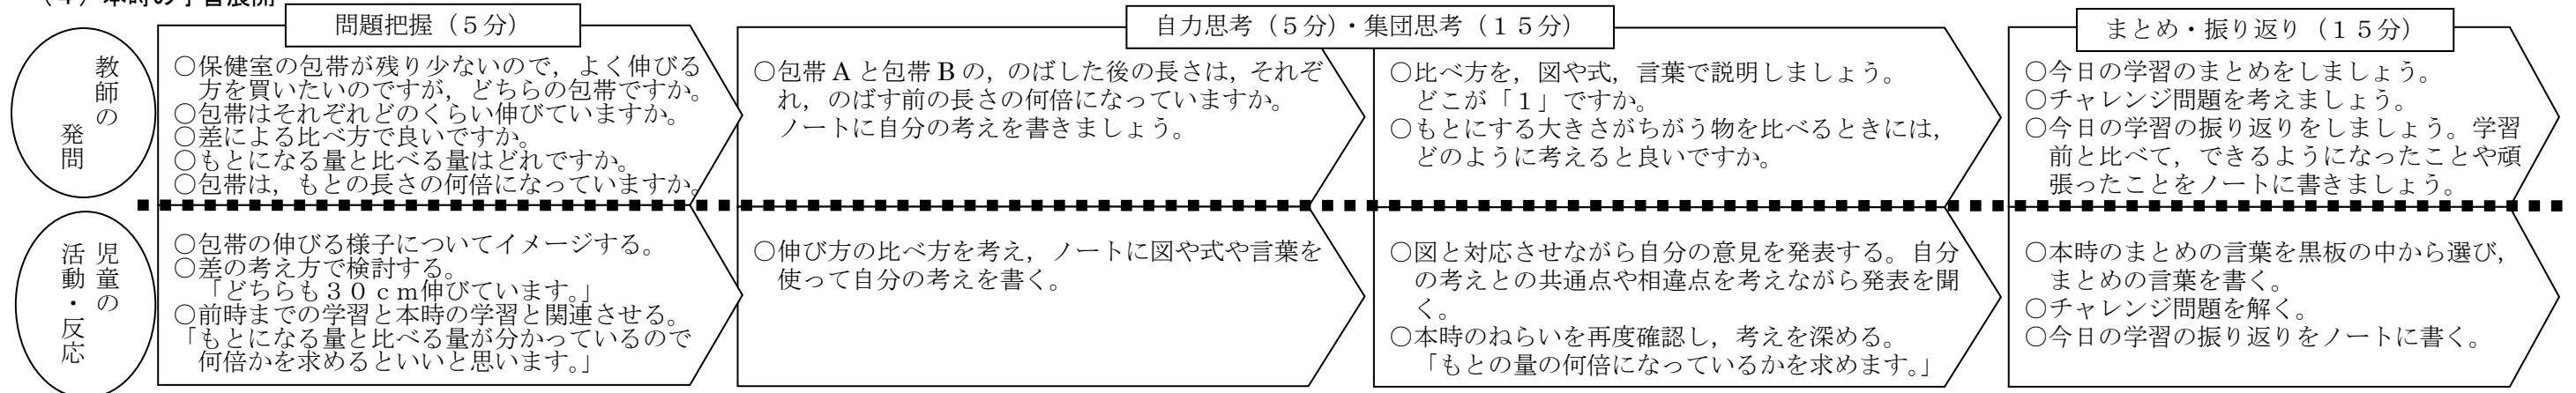 （４）本時の学習展開
問題把握（５分）
自力思考（５分）・集団思考（１５分）
まとめ・振り返り（１５分）
教師の
発問
○保健室の包帯が残り少ないので，よく伸びる
方を買いたいのですが，どちらの包帯ですか。
○包帯はそれぞれどのくらい伸びていますか。
○差による比べ方で良いですか。
○もとになる量と比べる量はどれですか。
○包帯は，もとの長さの何倍になっていますか。
○包帯 A と包帯 B の，のばした後の長さは，それぞ
れ，のばす前の長さの何倍になっていますか。
ノートに自分の考えを書きましょう。
○比べ方を，図や式，言葉で説明しましょう。
どこが「１」ですか。
○もとにする大きさがちがう物を比べるときには，
どのように考えると良いですか。
○今日の学習のまとめをしましょう。
○チャレンジ問題を考えましょう。
○今日の学習の振り返りをしましょう。学習
前と比べて，できるようになったことや頑
張ったことをノートに書きましょう。
児童の
活動・反応
○包帯の伸びる様子についてイメージする。
○差の考え方で検討する。
「どちらも３０ｃｍ伸びています。」
○前時までの学習と本時の学習と関連させる。
「もとになる量と比べる量が分かっているので
何倍かを求めるといいと思います。」
○伸び方の比べ方を考え，ノートに図や式や言葉を
使って自分の考えを書く。
○図と対応させながら自分の意見を発表する。自分
の考えとの共通点や相違点を考えながら発表を聞
く。
○本時のねらいを再度確認し，考えを深める。
「もとの量の何倍になっているかを求めます。」
○本時のまとめの言葉を黒板の中から選び，
まとめの言葉を書く。
○チャレンジ問題を解く。
○今日の学習の振り返りをノートに書く。